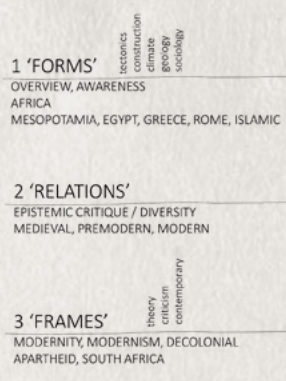 1 ‘FORMS’
tectonics
construction
climate
geology
sociology
OVERVIEW, AWARENESS
AFRICA
MESOPOTAMIA, EGYPT, GREECE, ROME, ISLAMIC
2 ‘RELATIONS’
EPISTEMIC CRITIQUE / DIVERSITY
MEDIEVAL, PREMODERN, MODERN
3 ‘FRAMES’
theory
criticism
contemporary
MODERNITY, MODERNISM, DECOLONIAL
APARTHEID, SOUTH AFRICA